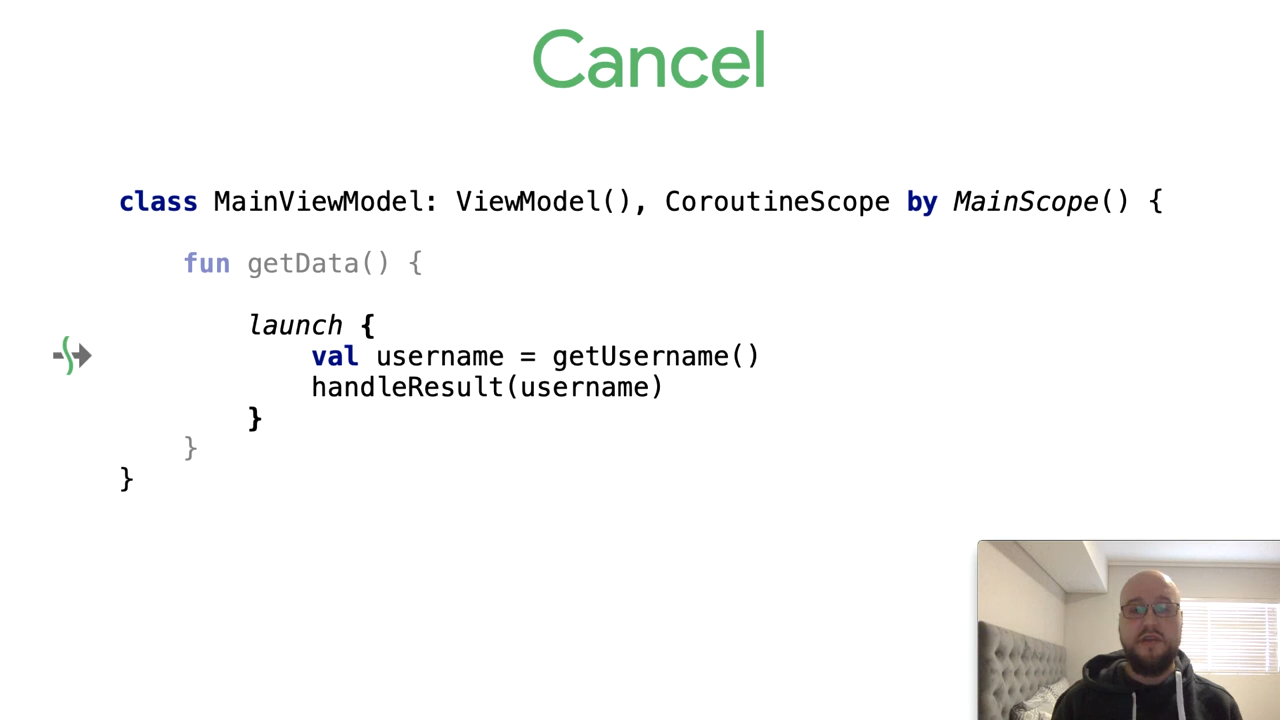 Cancel
class MainViewModel: ViewModel(), CoroutineScope by MainScope() {
fun getData() {
launch {
val username = getUsername()
handleResult(username)
}
}
}